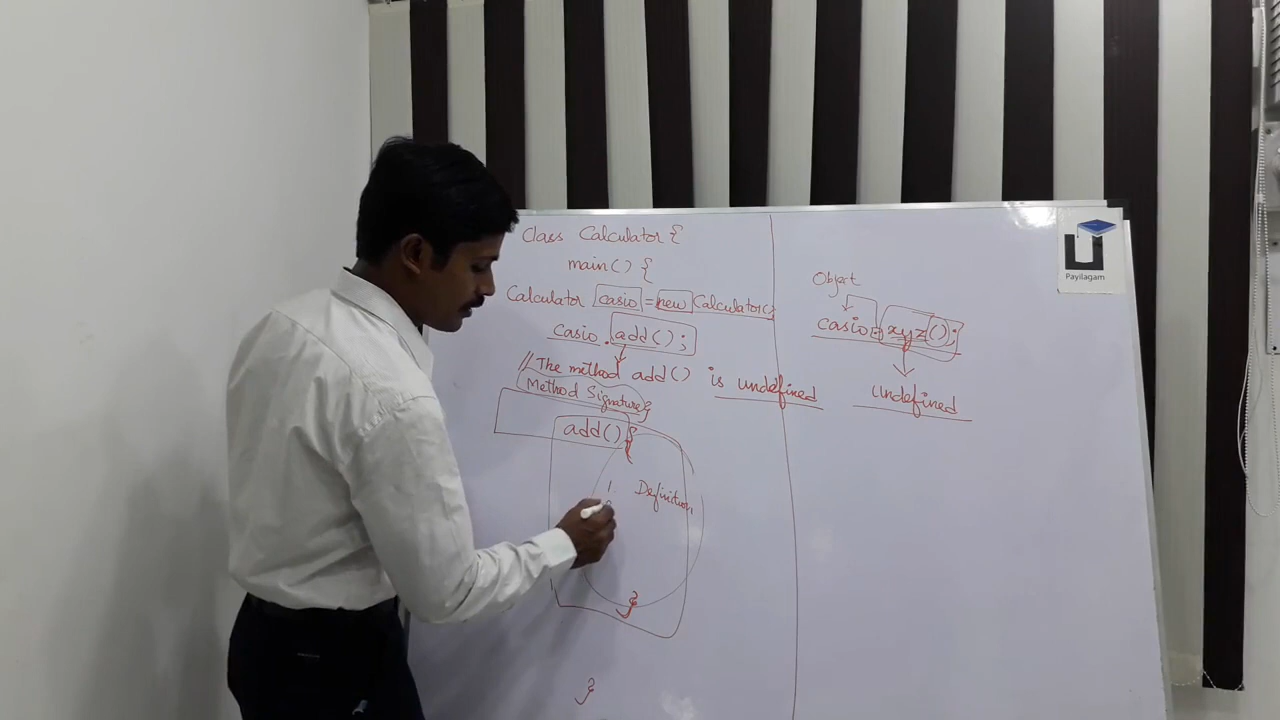 Class Calculator {
main() {
Calculator casio = new Calculator();
casio.add();
// The method add() is undefined
Method Signature
}
add() {
1. Definition
}
}
Object
casio.xyz();
undefined
Payilagam